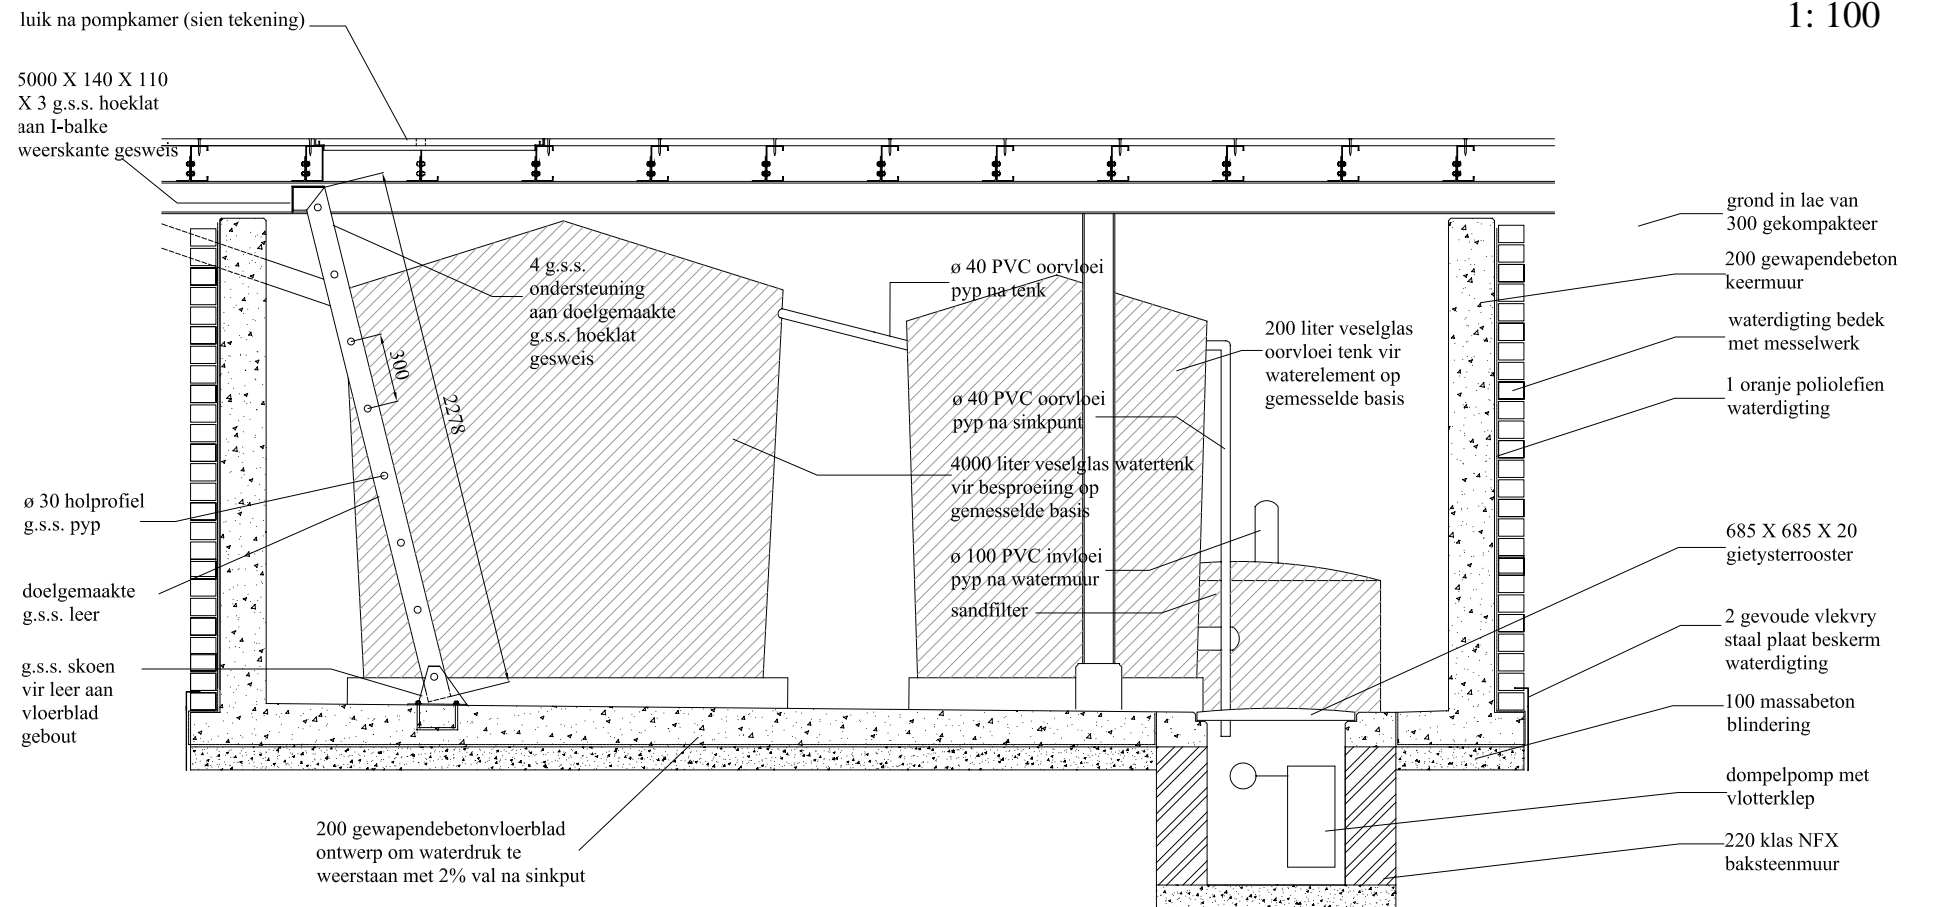 luik na pompkamer (sien tekening)
1: 100
5000 X 140 X 110
X 3 g.s.s. hoeklat
aan I-balke
weerskante gesweis
4 g.s.s.
ondersteuning
aan doelgemaakte
g.s.s. hoeklat
gesweis
300
2278
ø 30 holprofiel
g.s.s. pyp
doelgemaakte
g.s.s. leer
g.s.s. skoen
vir leer aan
vloerblad
gebout
200 gewapendebetonvloerblad
ontwerp om waterdruk te
weerstaan met 2% val na sinkput
ø 40 PVC oorvloei
pyp na tenk
ø 40 PVC oorvloei
pyp na sinkpunt
4000 liter veselglas watertenk
vir besproeiing op
gemesselde basis
ø 100 PVC invloei
pyp na watermuur
sandfilter
200 liter veselglas
oorvloei tenk vir
waterelement op
gemesselde basis
grond in lae van
300 gekompakteer
200 gewapendebeton
keermuur
waterdigting bedek
met messelwerk
1 oranje poliolefien
waterdigting
685 X 685 X 20
gietysterrooster
2 gevoude vlekvry
staal plaat beskerm
waterdigting
100 massabeton
blindering
dompelpomp met
vlotterklep
220 klas NFX
baksteenmuur